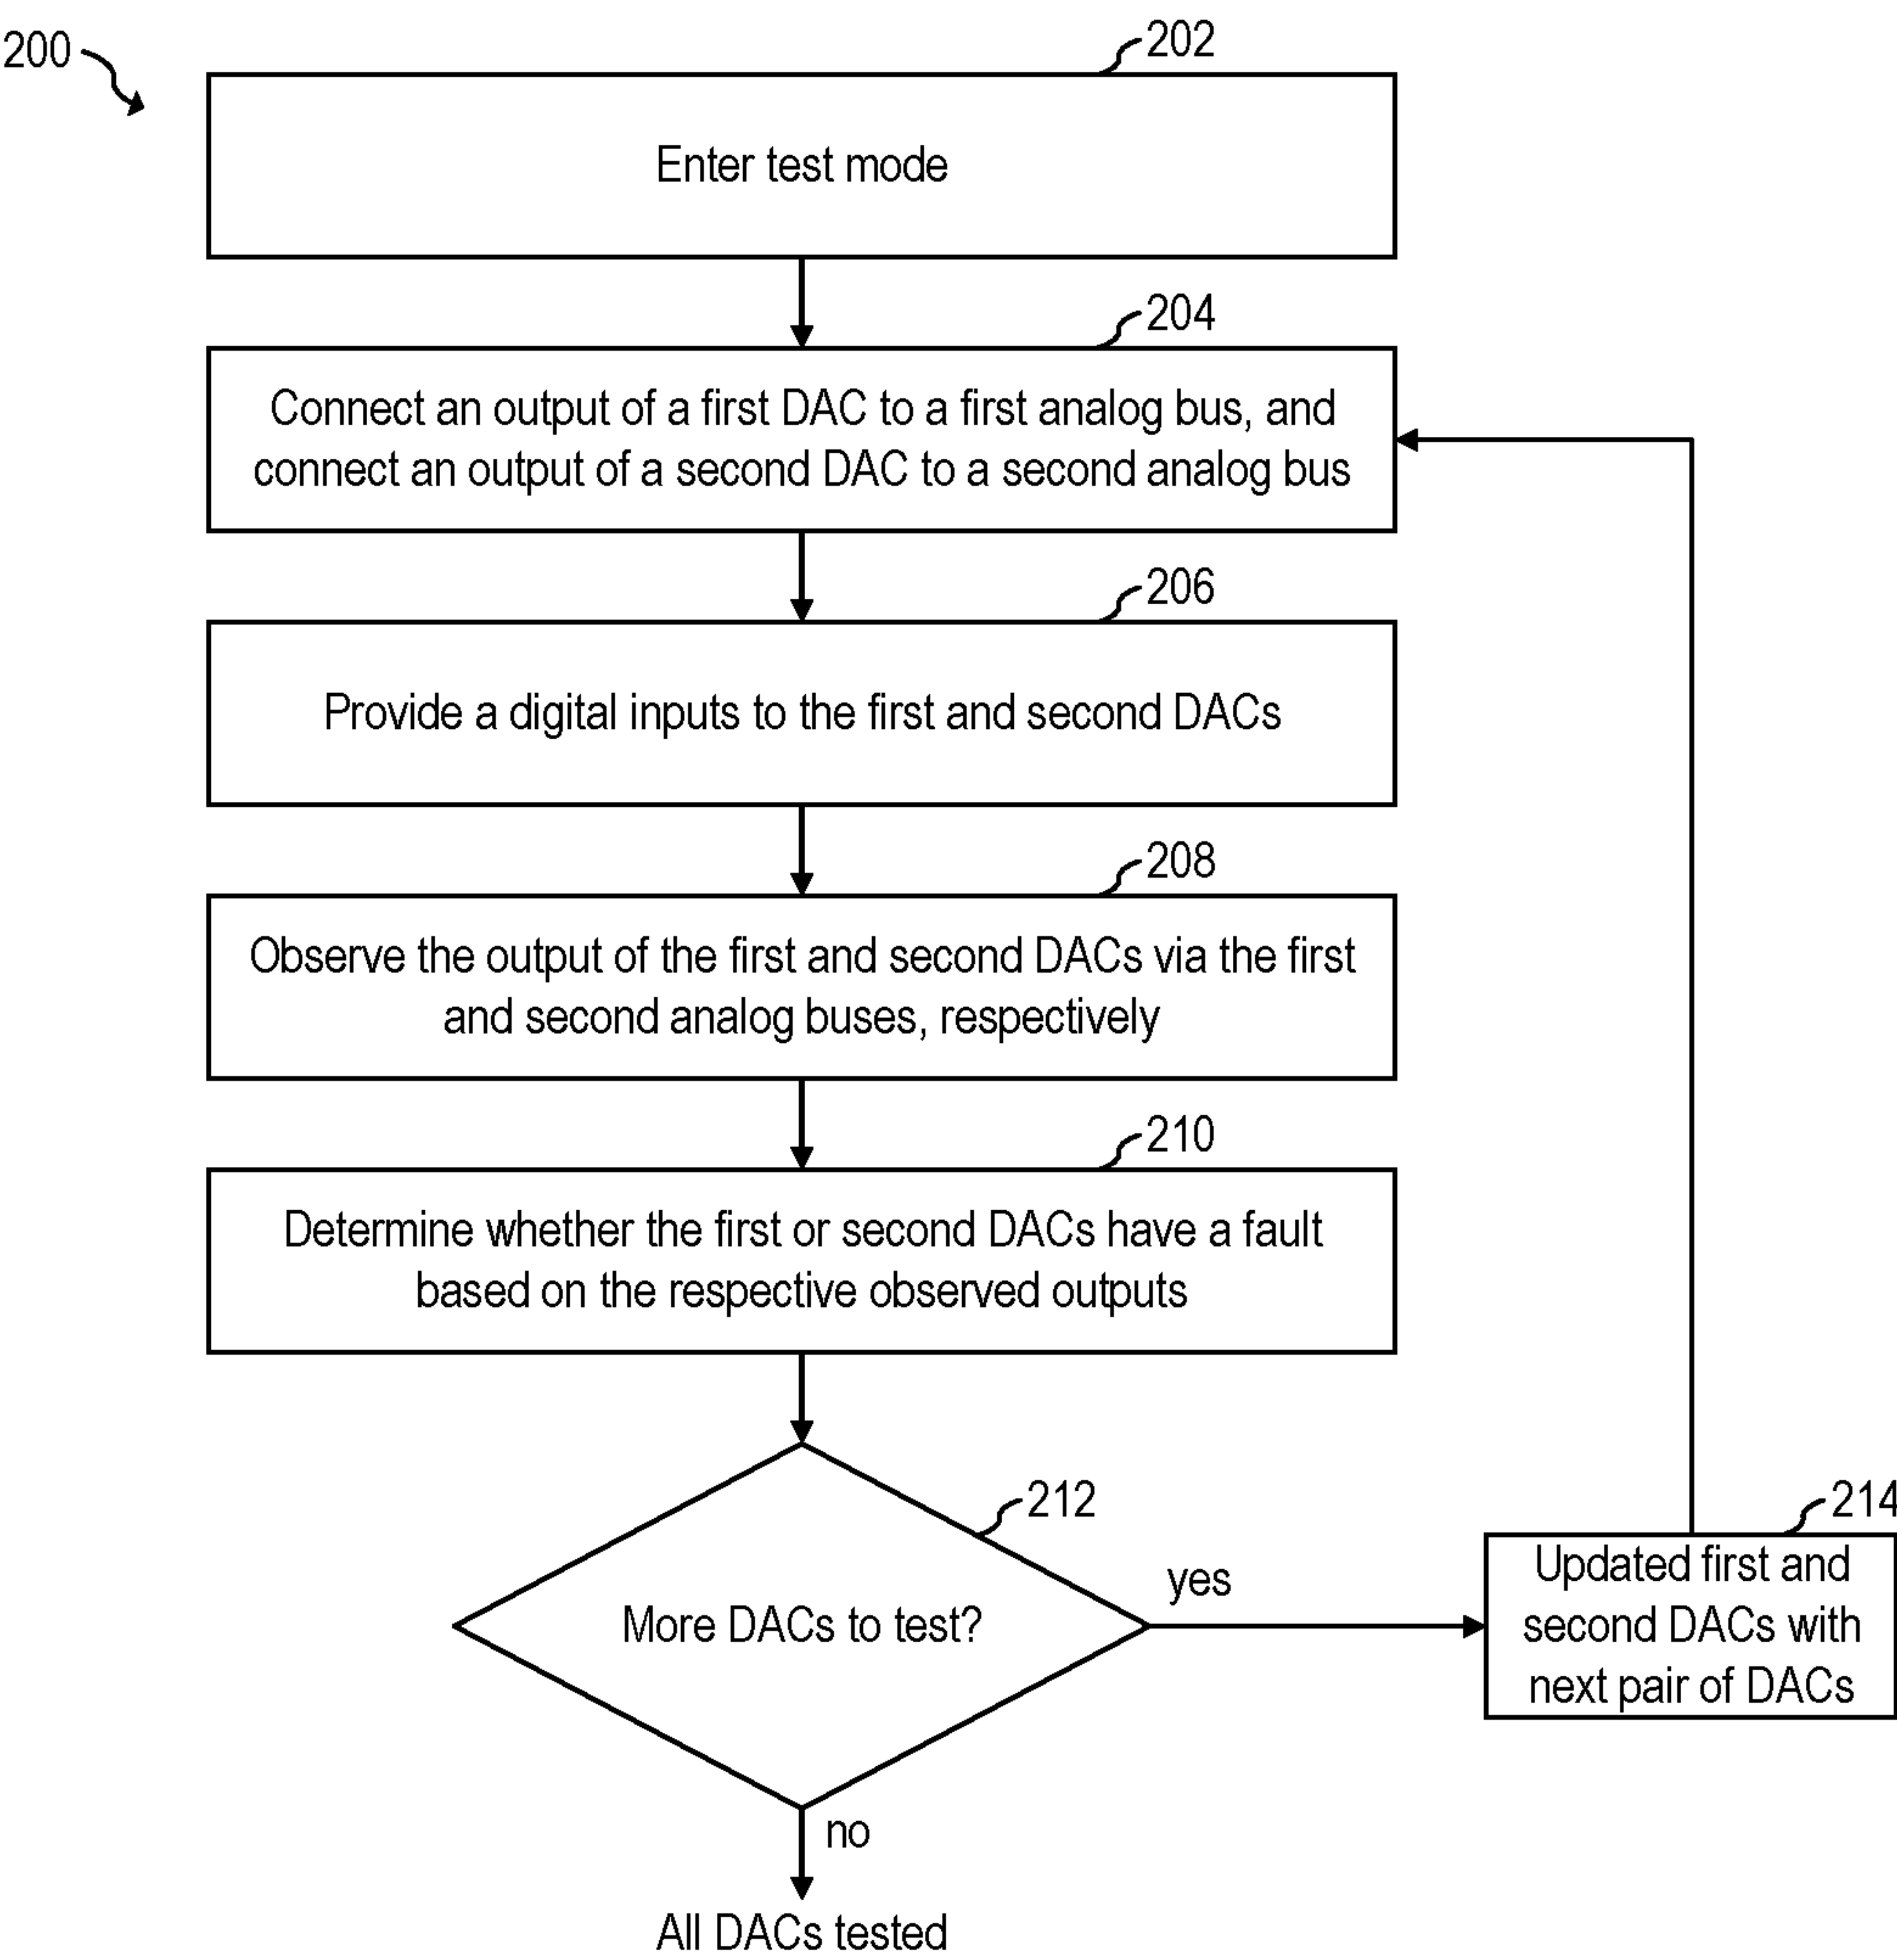 200
202
Enter test mode
204
Connect an output of a first DAC to a first analog bus, and
connect an output of a second DAC to a second analog bus
206
Provide a digital inputs to the first and second DACs
208
Observe the output of the first and second DACs via the first
and second analog buses, respectively
210
Determine whether the first or second DACs have a fault
based on the respective observed outputs
212
More DACs to test?
yes
214
Updated first and
second DACs with
next pair of DACs
no
All DACs tested